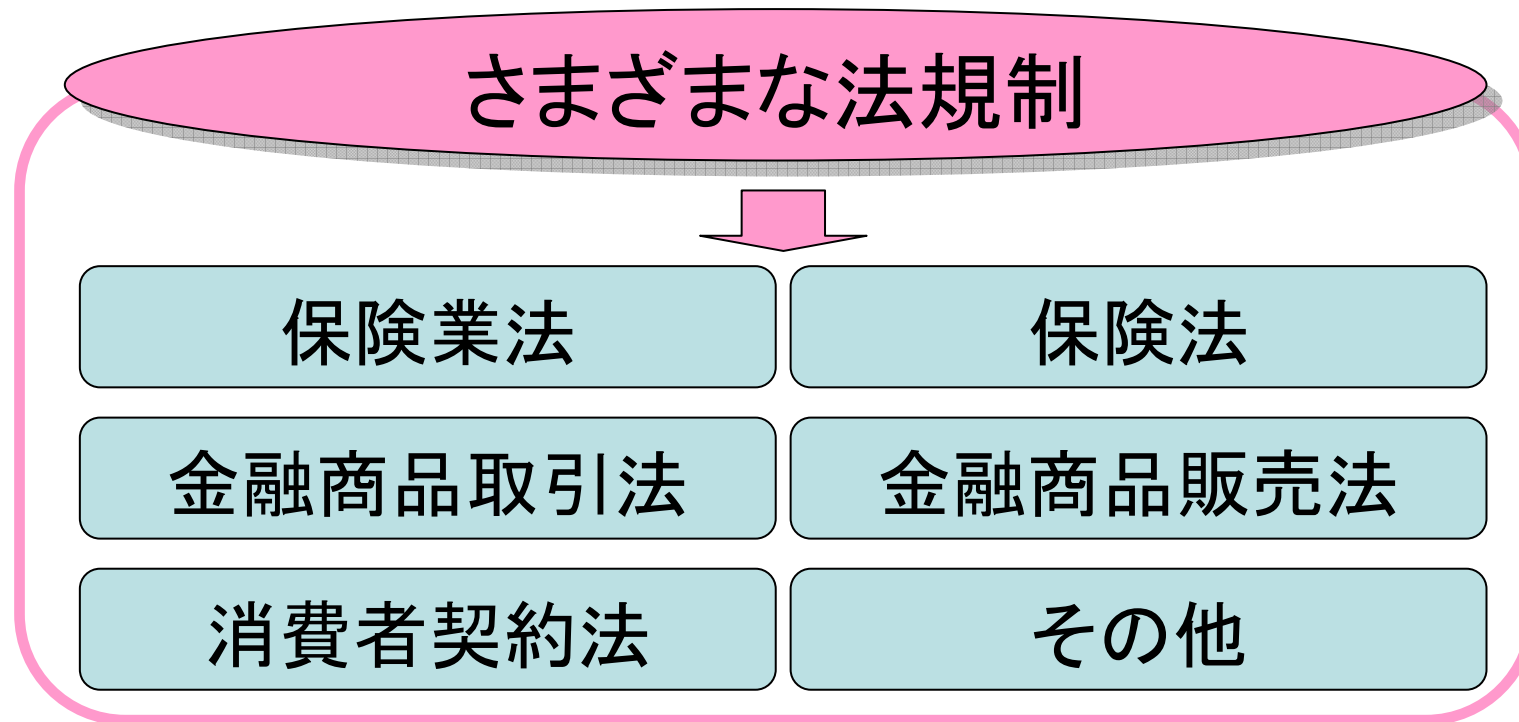 さまざまな法規制
保険業法
保険法
金融商品取引法
金融商品販売法
消費者契約法
その他